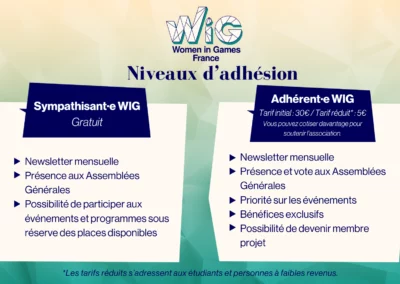 WiG
Women in Games
France
Niveaux d'adhésion
Sympathisant·e WIG
Gratuit
Newsletter mensuelle
Présence aux Assemblées
Générales
Possibilité de participer aux
événements et programmes sous
réserve des places disponibles
Adhérent·e WIG
Tarif initial : 30€ / Tarif réduit* : 5€
Vous pouvez cotiser davantage pour
soutenir l'association.
Newsletter mensuelle
Présence et vote aux Assemblées
Générales
Priorité sur les événements
Bénéfices exclusifs
Possibilité de devenir membre
projet
*Les tarifs réduits s'adressent aux étudiants et personnes à faibles revenus.